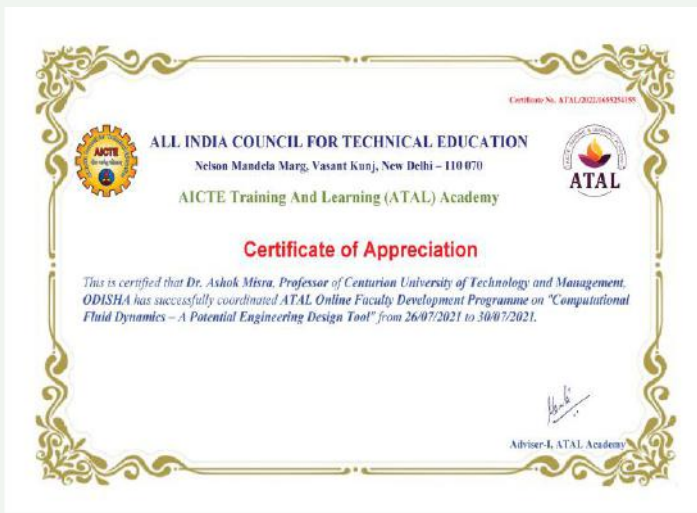 Certificate No. ATAL/2022/1655254155
ALL INDIA COUNCIL FOR TECHNICAL EDUCATION
Nelson Mandela Marg, Vasant Kunj, New Delhi – 110 070
AICTE
ATAL
AICTE Training And Learning (ATAL) Academy
Certificate of Appreciation
This is certified that Dr. Ashok Misra, Professor of Centurion University of Technology and Management,
ODISHA has successfully coordinated ATAL Online Faculty Development Programme on "Computational
Fluid Dynamics – A Potential Engineering Design Tool" from 26/07/2021 to 30/07/2021.
Adviser-I, ATAL Academy